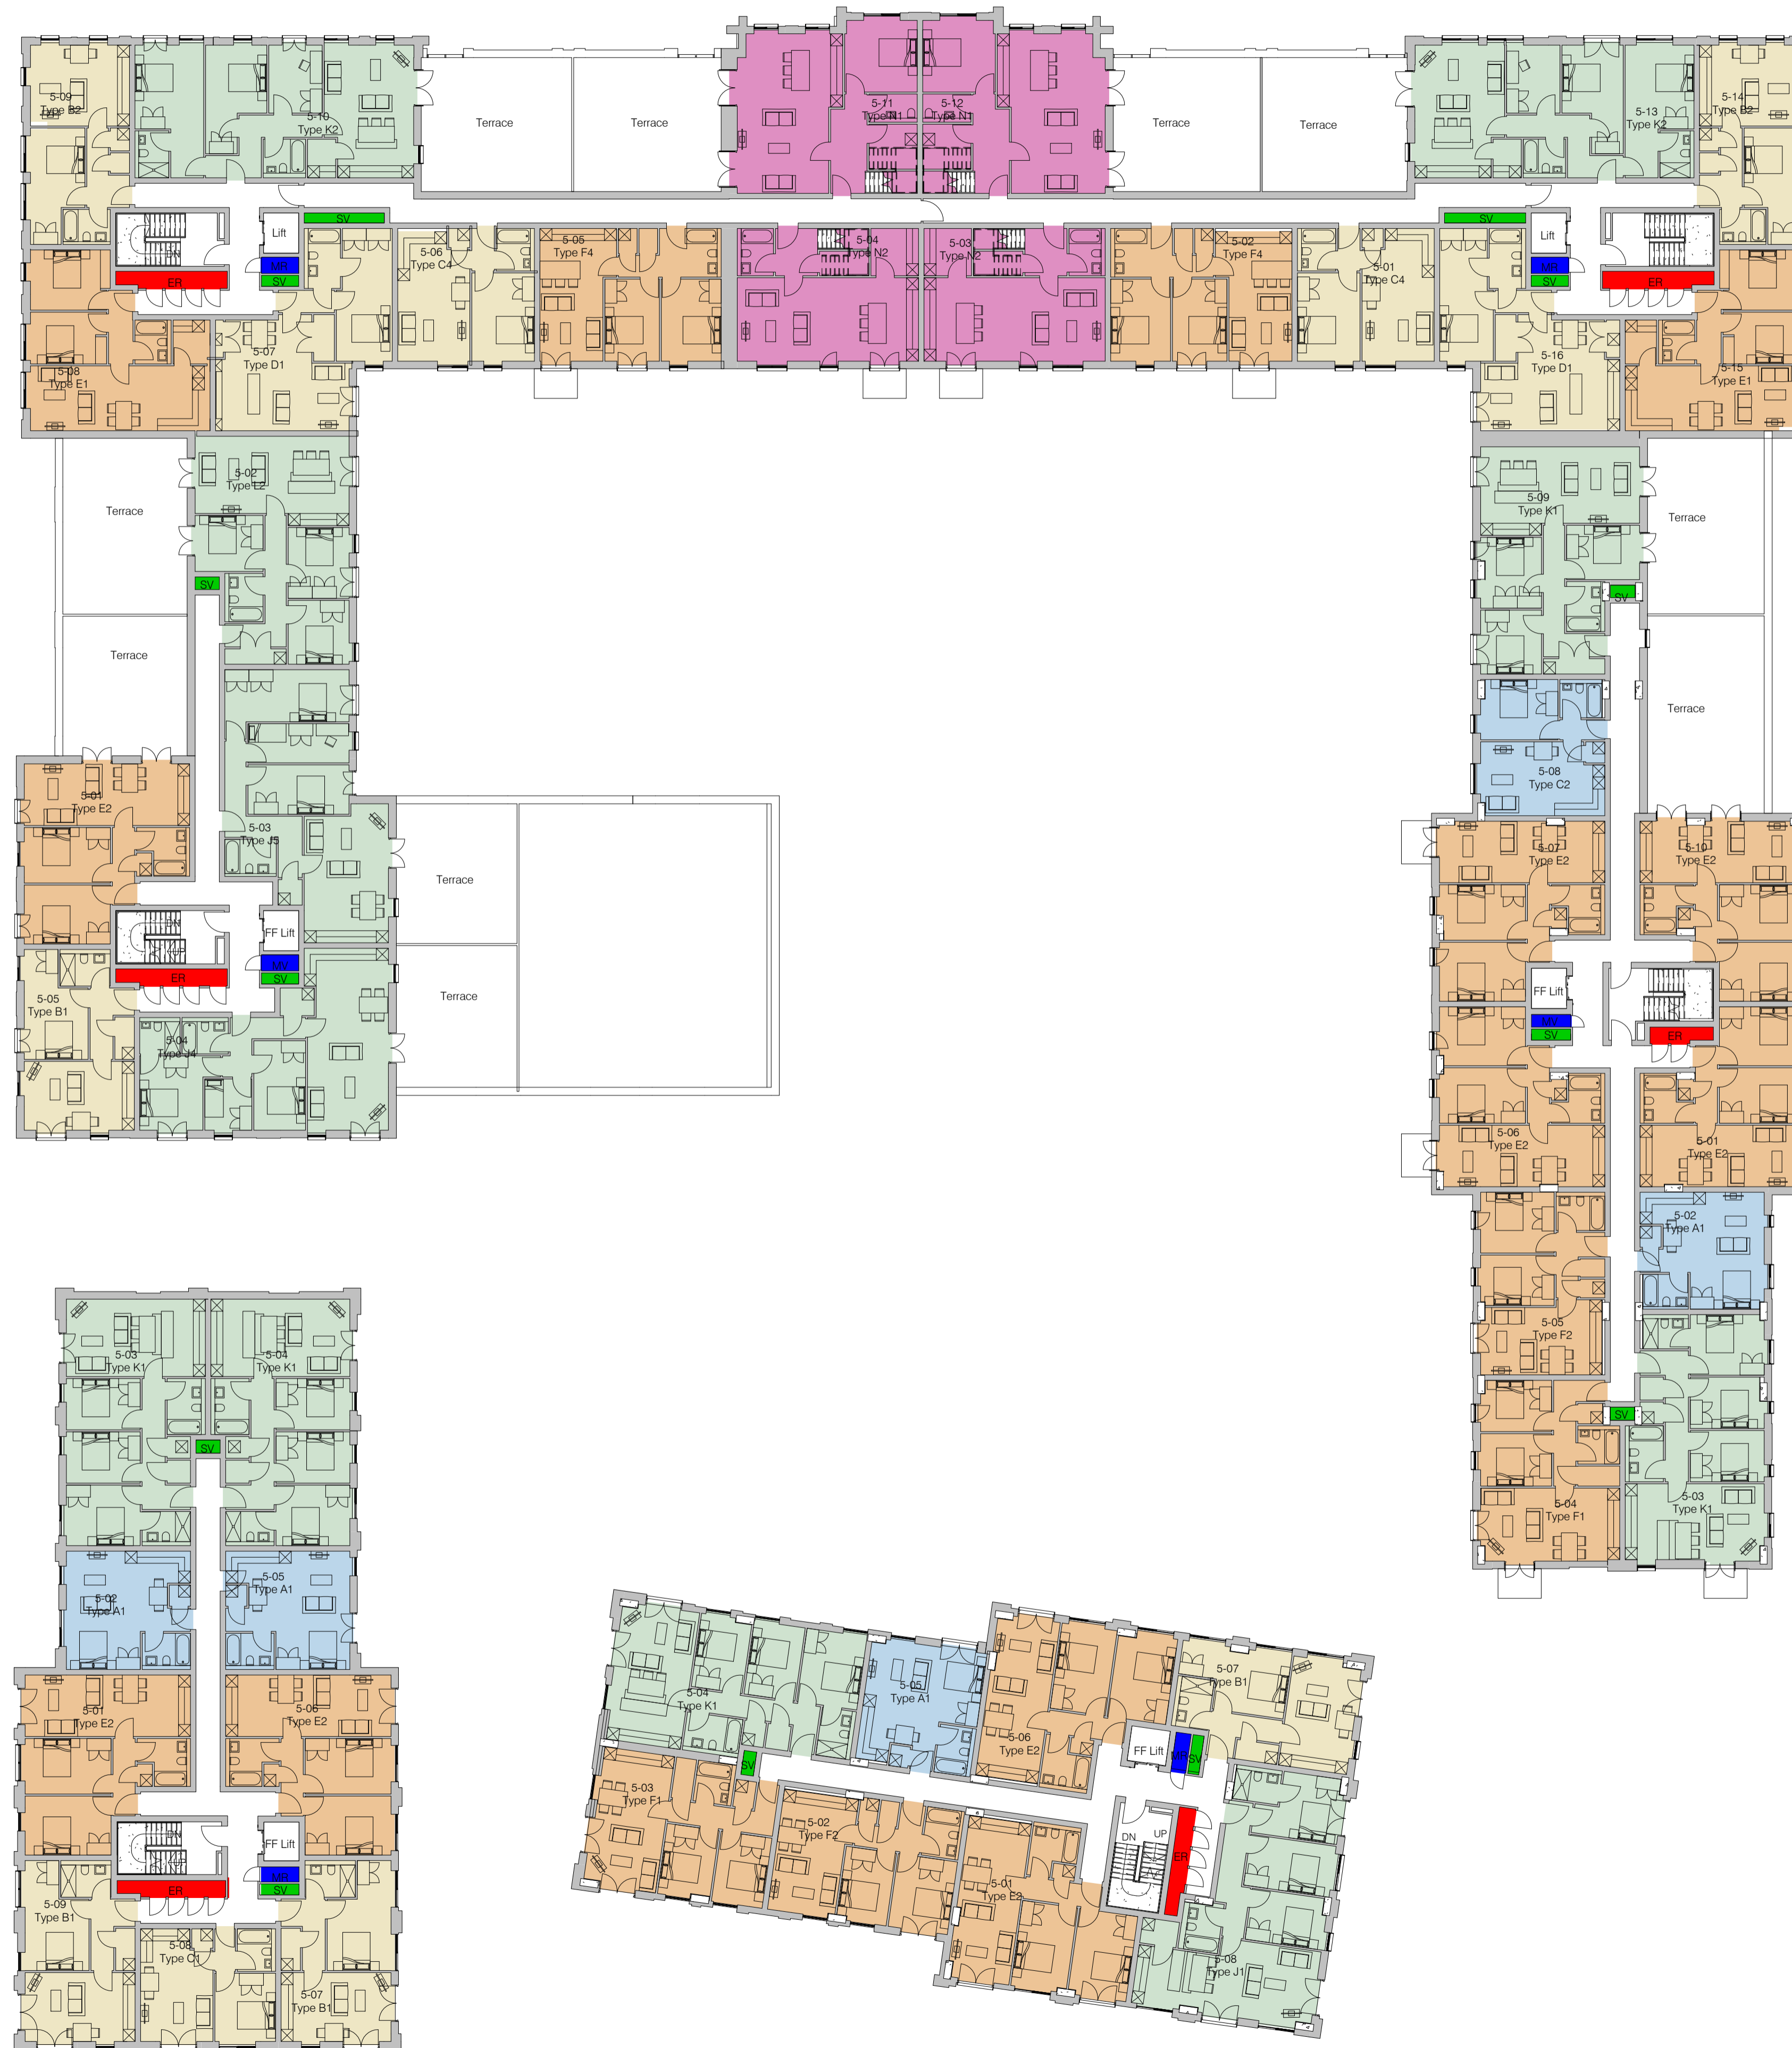 5-09
Type B2
5-10
Type K2
Terrace
Terrace
5-11
Type N1
5-12
Type N1
Terrace
Terrace
5-13
Type K2
5-14
Type B2
SV
Lift
DN
MR
SV
ER
5-06
Type C4
5-05
Type F4
5-04
Type N2
5-03
Type N2
5-02
Type F4
5-01
Type C4
SV
Lift
MR
SV
ER
5-08
Type E1
5-07
Type D1
5-16
Type D1
5-15
Type E1
5-02
Type L2
Terrace
SV
Terrace
5-09
Type K1
Terrace
SV
Terrace
5-01
Type E2
5-03
Type J5
Terrace
5-08
Type C2
5-07
Type E2
5-10
Type E2
DN
FF Lift
MV
SV
ER
Terrace
5-05
Type B1
5-04
Type J4
FF Lift
MV
SV
ER
5-06
Type E2
5-01
Type E2
5-02
Type A1
5-05
Type F2
SV
5-04
Type F1
5-03
Type K1
5-03
Type K1
5-04
Type K1
SV
5-02
Type A1
5-05
Type A1
5-01
Type E2
5-06
Type E2
DN
FF Lift
MR
SV
ER
5-09
Type B1
5-08
Type C1
5-07
Type B1
5-04
Type K1
5-05
Type A1
5-06
Type E2
5-07
Type B1
FF Lift
SV
SV
5-03
Type F1
5-02
Type F2
5-01
Type E2
DN
UP
ER
5-08
Type J1